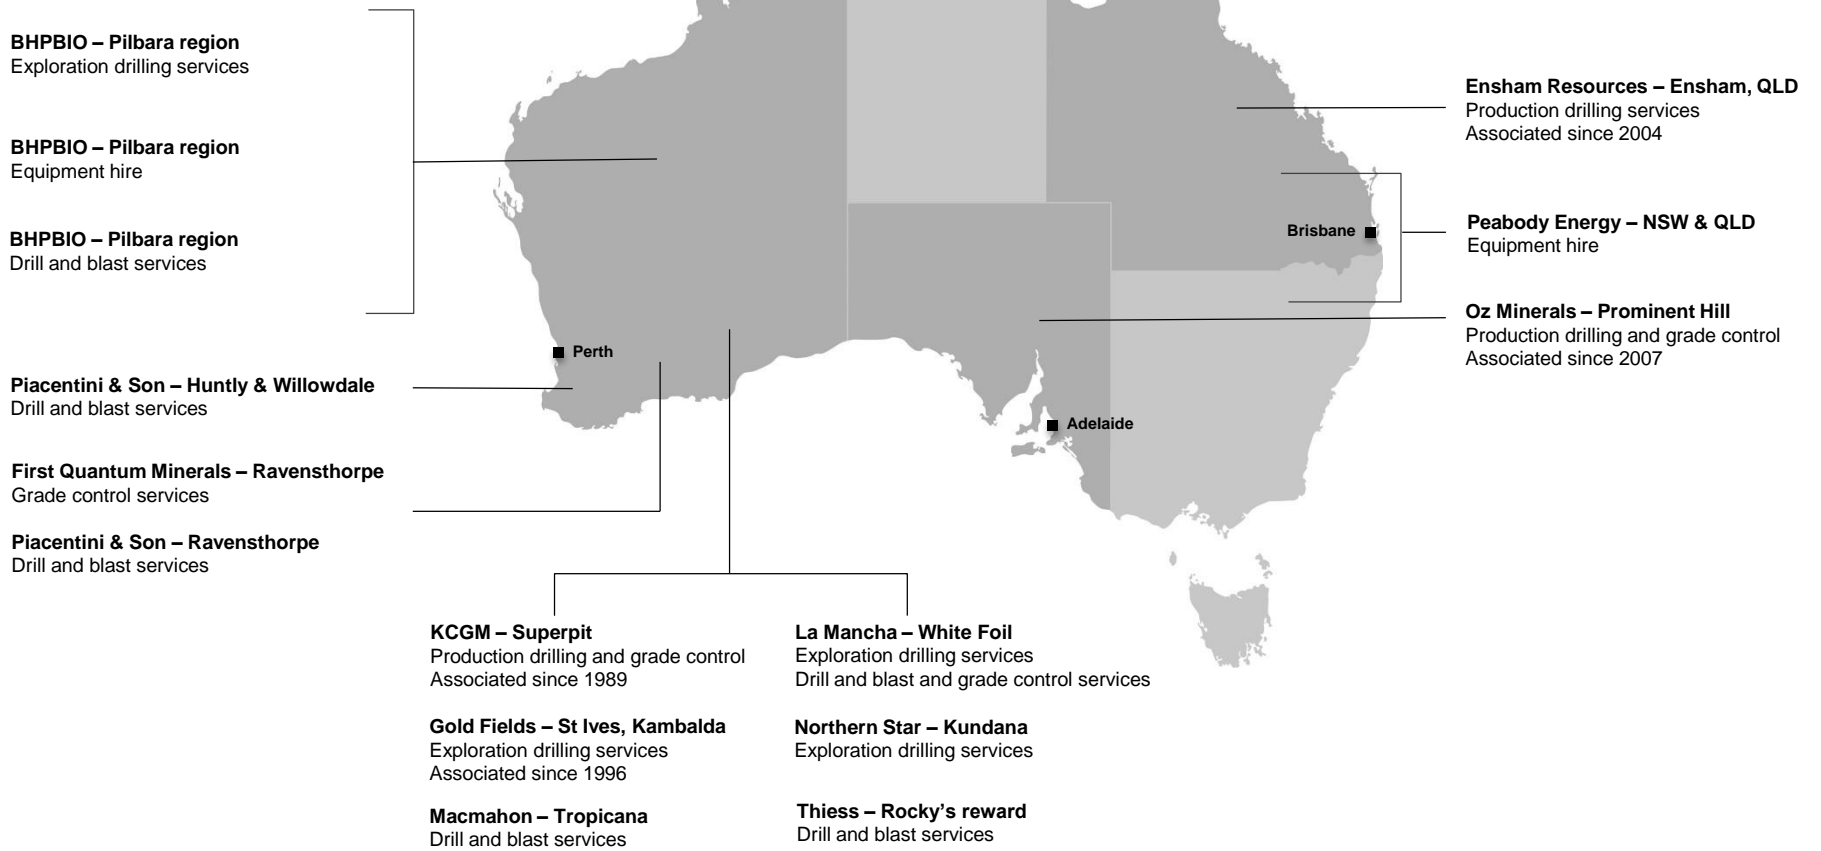 BHPBIO – Pilbara region
Exploration drilling services
BHPBIO – Pilbara region
Equipment hire
BHPBIO – Pilbara region
Drill and blast services
Piacentini & Son – Huntly & Willowdale
Drill and blast services
First Quantum Minerals – Ravensthorpe
Grade control services
Piacentini & Son – Ravensthorpe
Drill and blast services
Perth
Adelaide
Brisbane
Ensham Resources – Ensham, QLD
Production drilling services
Associated since 2004
Peabody Energy – NSW & QLD
Equipment hire
Oz Minerals – Prominent Hill
Production drilling and grade control
Associated since 2007
KCGM – Superpit
Production drilling and grade control
Associated since 1989
Gold Fields – St Ives, Kambalda
Exploration drilling services
Associated since 1996
Macmahon – Tropicana
Drill and blast services
La Mancha – White Foil
Exploration drilling services
Drill and blast and grade control services
Northern Star – Kundana
Exploration drilling services
Thiess – Rocky’s reward
Drill and blast services